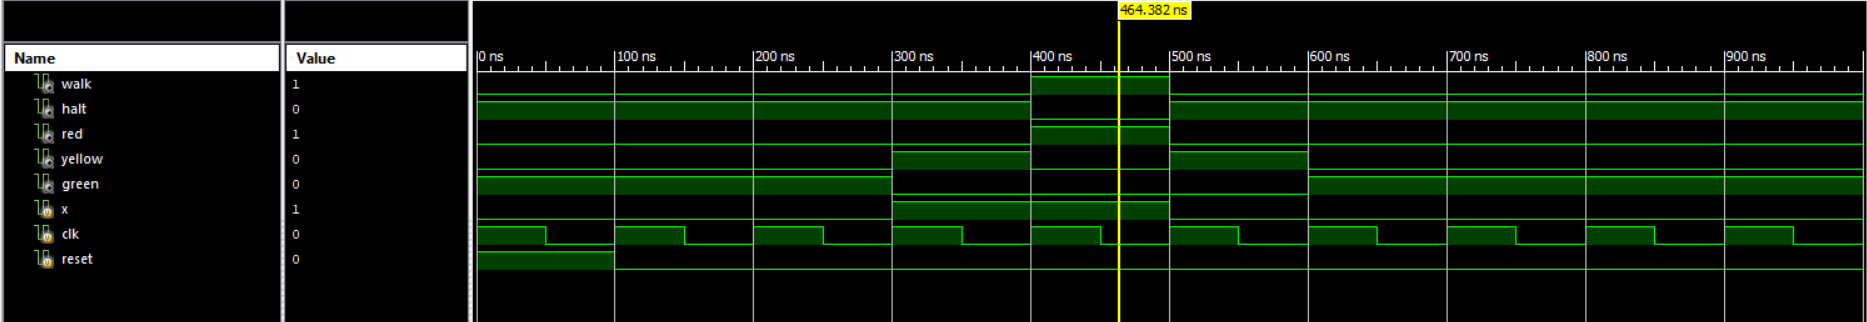 464.382 ns
Name Value 0 ns 100 ns 200 ns 300 ns 400 ns 500 ns 600 ns 700 ns 800 ns 900 ns
walk 1
halt 0
red 1
yellow 0
green 0
x 1
clk 0
reset 0